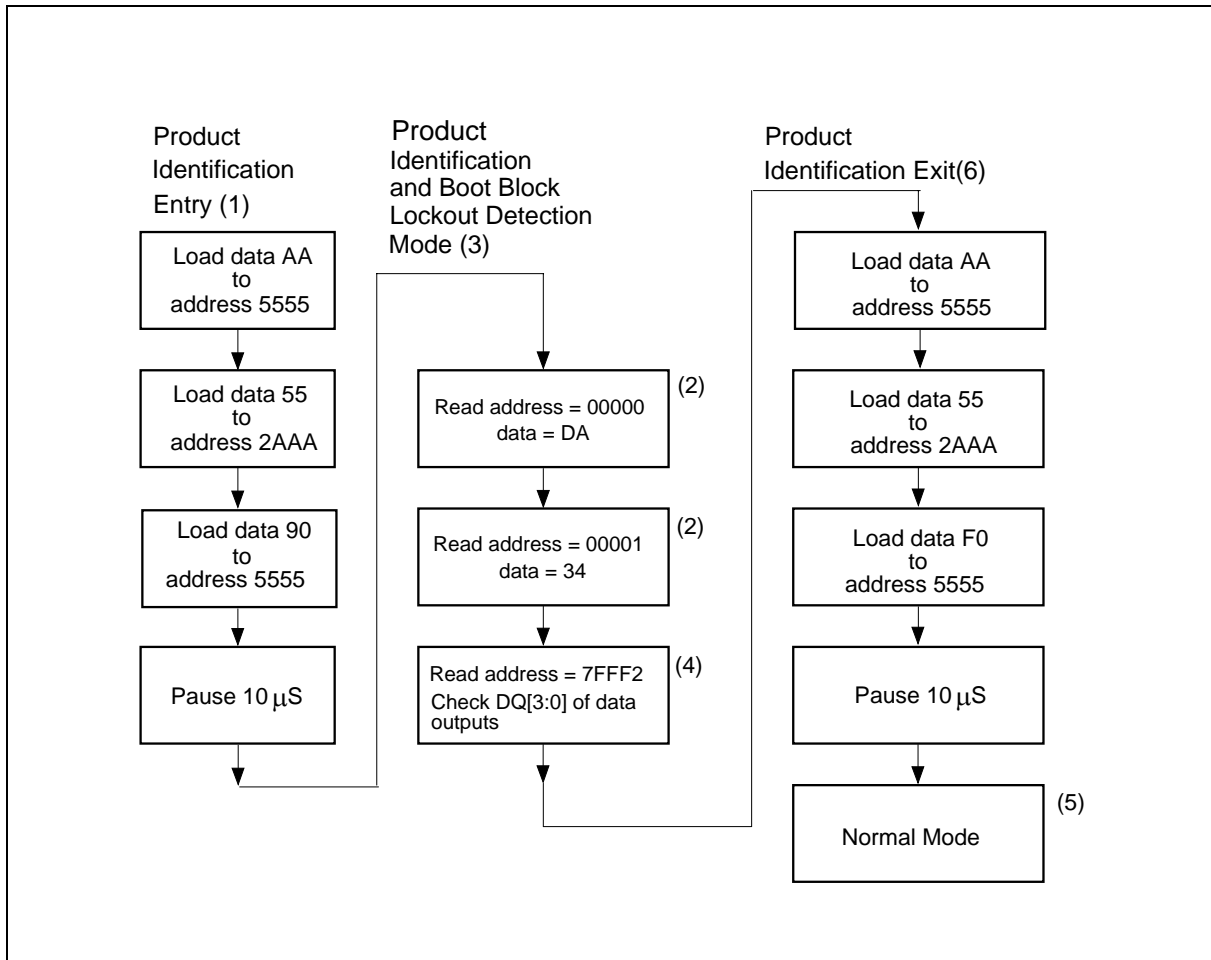 Product
Identification
Entry (1)
Load data AA
to
address 5555
Load data 55
to
address 2AAA
Load data 90
to
address 5555
Pause 10 μS
Product
Identification
and Boot Block
Lockout Detection
Mode (3)
Read address = 00000
data = DA
(2)
Read address = 00001
data = 34
(2)
Read address = 7FFF2
Check DQ[3:0] of data
outputs
(4)
Product
Identification Exit(6)
Load data AA
to
address 5555
Load data 55
to
address 2AAA
Load data F0
to
address 5555
Pause 10 μS
Normal Mode
(5)